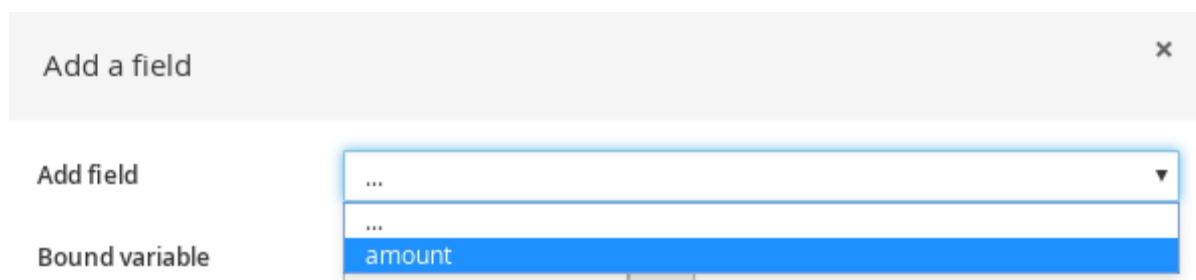 Add a field
×
Add field
...
▼
...
Bound variable
amount